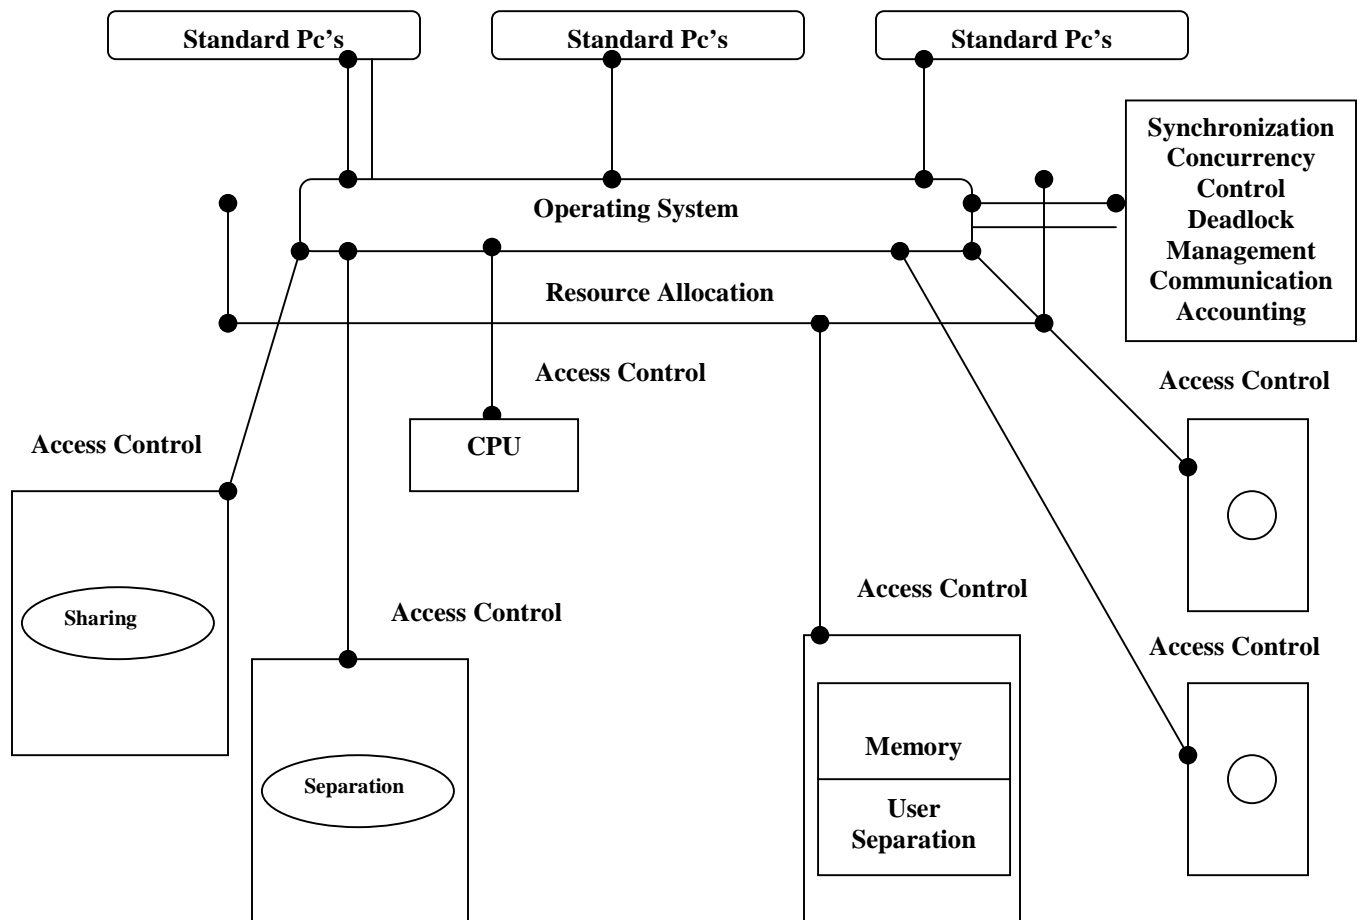 Standard Pc's
Standard Pc's
Standard Pc's
Synchronization
Concurrency
Control
Deadlock
Management
Communication
Accounting
Operating System
Resource Allocation
Access Control
Access Control
Access Control
CPU
Access Control
Access Control
Sharing
Access Control
Separation
Memory
User
Separation